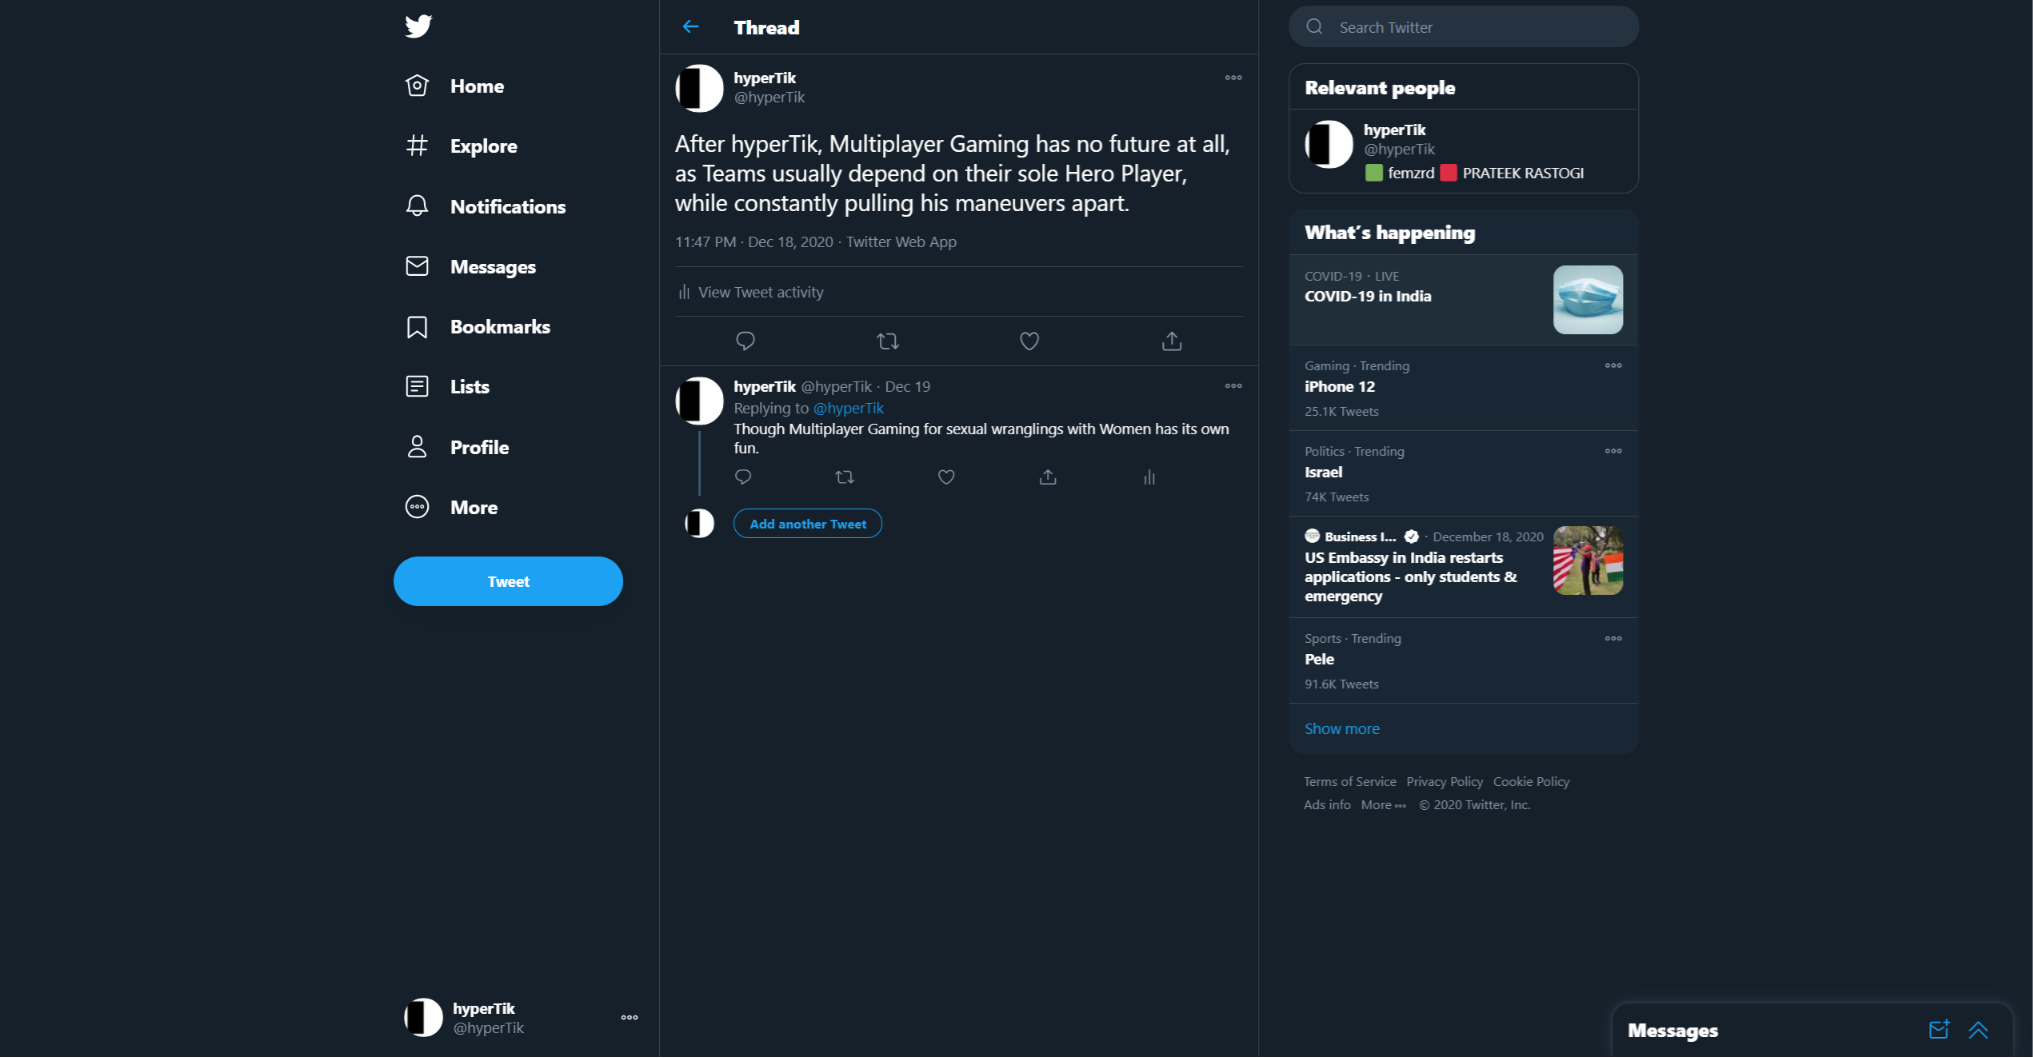 Home
Explore
Notifications
Messages
Bookmarks
Lists
Profile
More
Tweet
hyperTik
@hyperTik
Thread
hyperTik
@hyperTik
After hyperTik, Multiplayer Gaming has no future at all,
as Teams usually depend on their sole Hero Player,
while constantly pulling his maneuvers apart.
11:47 PM · Dec 18, 2020 · Twitter Web App
View Tweet activity
hyperTik @hyperTik · Dec 19
Replying to @hyperTik
Though Multiplayer Gaming for sexual wranglings with Women has its own
fun.
Add another Tweet
Search Twitter
Relevant people
hyperTik
@hyperTik
femzrd PRATEEK RASTOGI
What's happening
COVID-19 · LIVE
COVID-19 in India
Gaming · Trending
iPhone 12
25.1K Tweets
Politics · Trending
Israel
74K Tweets
Business I... · December 18, 2020
US Embassy in India restarts
applications - only students &
emergency
Sports · Trending
Pele
91.6K Tweets
Show more
Terms of Service Privacy Policy Cookie Policy
Ads info More © 2020 Twitter, Inc.
Messages